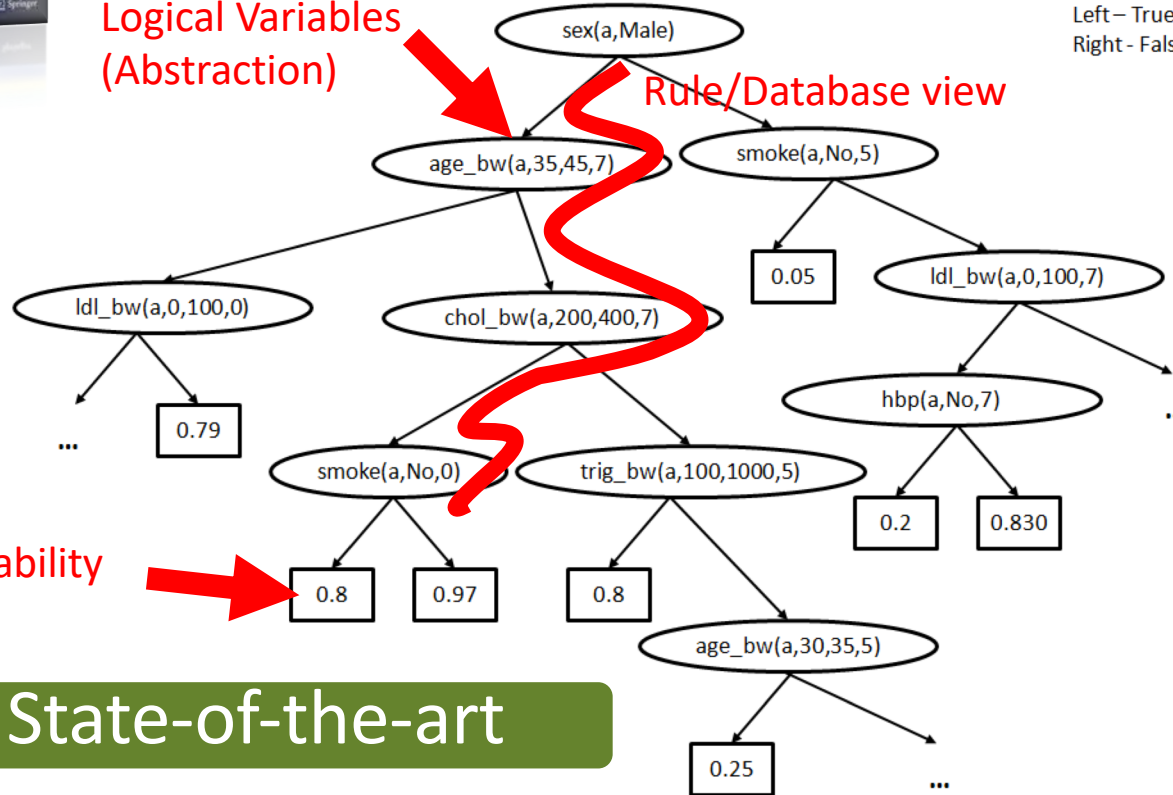 Springer
Logical Variables
(Abstraction)
sex(a,Male)
Left – True
Right - Fals
Rule/Database view
age_bw(a,35,45,7)
smoke(a,No,5)
0.05
ldl_bw(a,0,100,7)
ldl_bw(a,0,100,0)
chol_bw(a,200,400,7)
hbp(a,No,7)
...
0.79
.
smoke(a,No,0)
trig_bw(a,100,1000,5)
0.2
0.830
ability
0.8
0.97
0.8
age_bw(a,30,35,5)
State-of-the-art
0.25
...